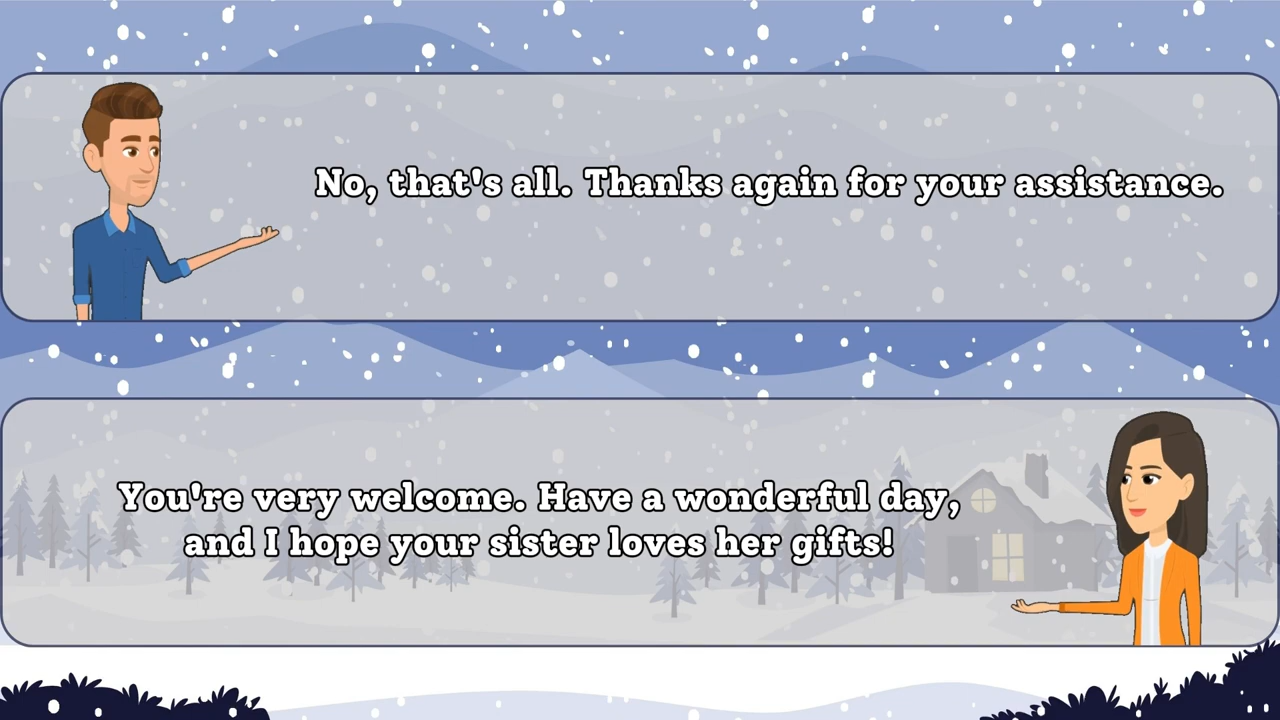 No, that's all. Thanks again for your assistance.
You're very welcome. Have a wonderful day,
and I hope your sister loves her gifts!